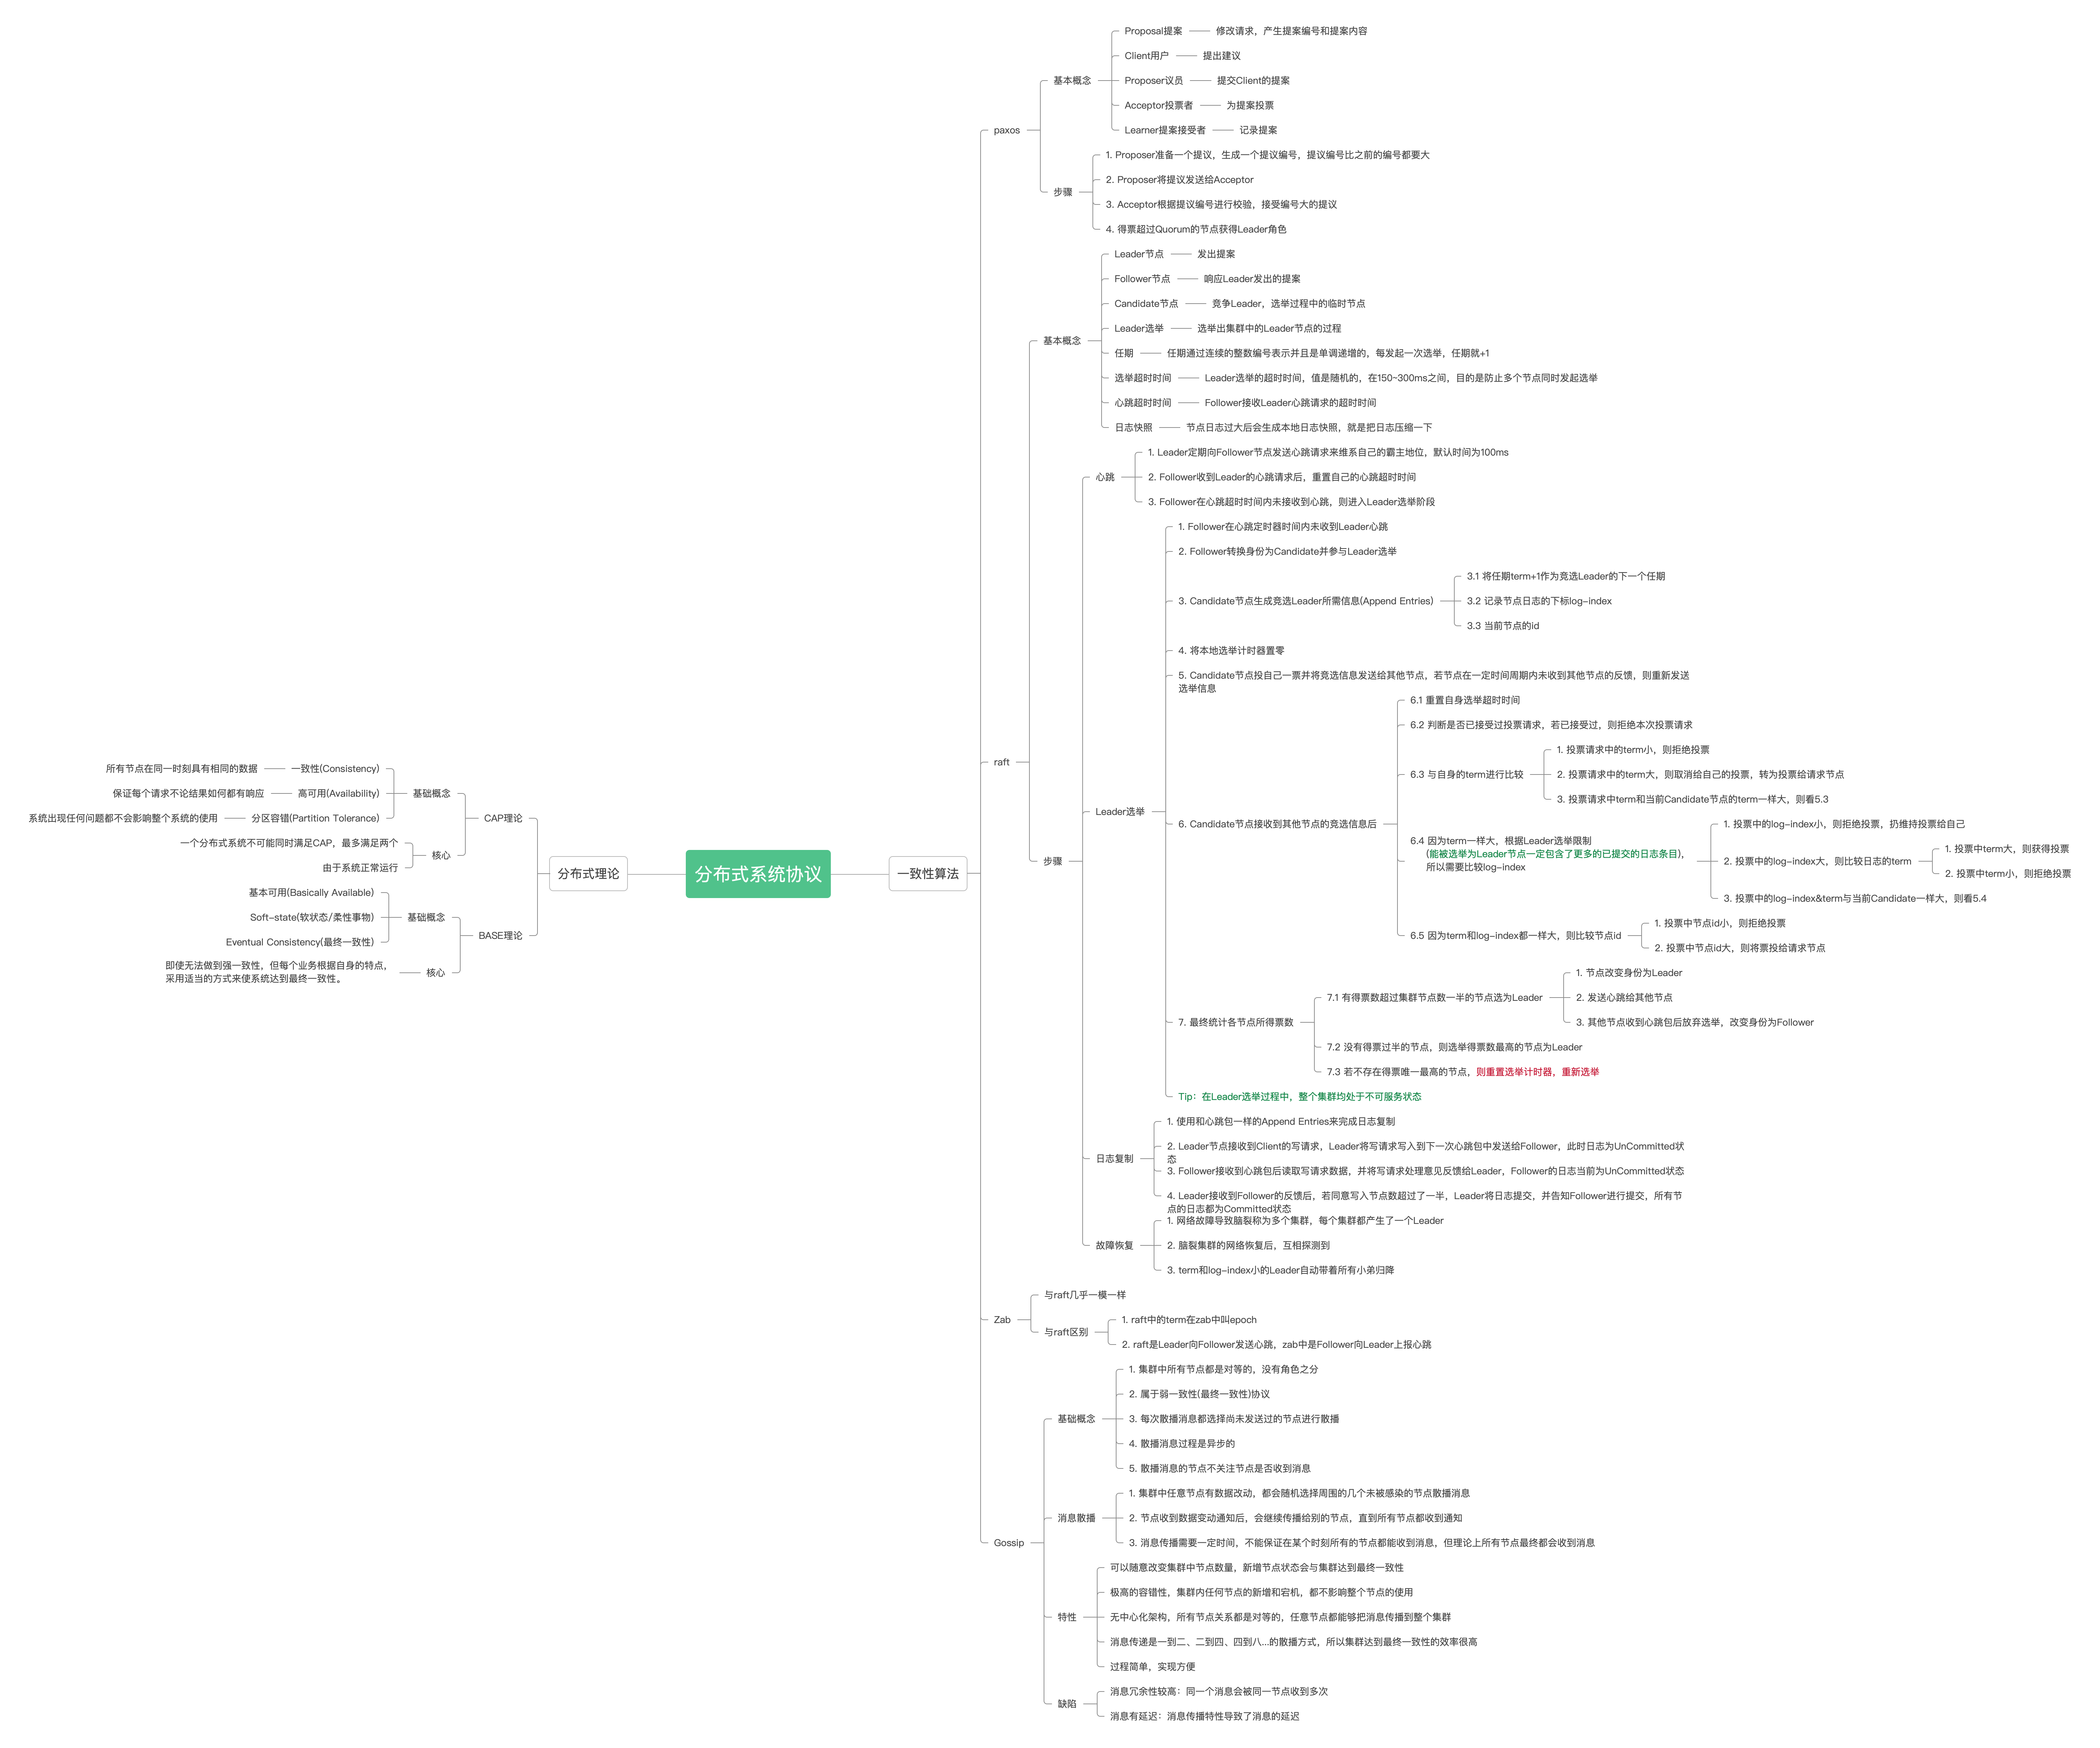 分布式系统协议
分布式理论
CAP理论
基础概念
一致性(Consistency)
所有节点在同一时刻具有相同的数据
高可用(Availability)
保证每个请求不论结果如何都有响应
分区容错(Partition Tolerance)
系统出现任何问题都不会影响整个系统的使用
核心
一个分布式系统不可能同时满足CAP，最多满足两个
由于系统正常运行
BASE理论
基础概念
基本可用(Basically Available)
Soft-state(软状态/柔性事物)
Eventual Consistency(最终一致性)
核心
即使无法做到强一致性，但每个业务根据自身的特点，
采用适当的方式来使系统达到最终一致性。
一致性算法
paxos
基本概念
Proposal提案
修改请求，产生提案编号和提案内容
Client用户
提出建议
Proposer议员
提交Client的提案
Acceptor投票者
为提案投票
Learner提案接受者
记录提案
步骤
1. Proposer准备一个提议，生成一个提议编号，提议编号比之前的编号都要大
2. Proposer将提议发送给Acceptor
3. Acceptor根据提议编号进行校验，接受编号大的提议
4. 得票超过Quorum的节点获得Leader角色
raft
基本概念
Leader节点
发出提案
Follower节点
响应Leader发出的提案
Candidate节点
竞争Leader，选举过程中的临时节点
Leader选举
选举出集群中的Leader节点的过程
任期
任期通过连续的整数编号表示并且是单调递增的，每发起一次选举，任期就+1
选举超时时间
Leader选举的超时时间，值是随机的，在150~300ms之间，目的是防止多个节点同时发起选举
心跳超时时间
Follower接收Leader心跳请求的超时时间
日志快照
节点日志过大后会生成本地日志快照，就是把日志压缩一下
步骤
心跳
1. Leader定期向Follower节点发送心跳请求来维系自己的霸主地位，默认时间为100ms
2. Follower收到Leader的心跳请求后，重置自己的心跳超时时间
3. Follower在心跳超时时间内未接收到心跳，则进入Leader选举阶段
Leader选举
1. Follower在心跳定时器时间内未收到Leader心跳
2. Follower转换身份为Candidate并参与Leader选举
3. Candidate节点生成竞选Leader所需信息(Append Entries)
3.1 将任期term+1作为竞选Leader的下一个任期
3.2 记录节点日志的下标log-index
3.3 当前节点的id
4. 将本地选举计时器置零
5. Candidate节点投自己一票并将竞选信息发送给其他节点，若节点在一定时间周期内未收到其他节点的反馈，则重新发送
选举信息
6. Candidate节点接收到其他节点的竞选信息后
6.1 重置自身选举超时时间
6.2 判断是否已接受过投票请求，若已接受过，则拒绝本次投票请求
6.3 与自身的term进行比较
1. 投票请求中的term小，则拒绝投票
2. 投票请求中的term大，则取消给自己的投票，转为投票给请求节点
3. 投票请求中term和当前Candidate节点的term一样大，则看5.3
6.4 因为term一样大，根据Leader选举限制
(能被选举为Leader节点一定包含了更多的已提交的日志条目)，
所以需要比较log-index
1. 投票中的log-index小，则拒绝投票，扔维持投票给自己
2. 投票中的log-index大，则比较日志的term
1. 投票中term大，则获得投票
2. 投票中term小，则拒绝投票
3. 投票中的log-index&term与当前Candidate一样大，则看5.4
6.5 因为term和log-index都一样大，则比较节点id
1. 投票中节点id小，则拒绝投票
2. 投票中节点id大，则将票投给请求节点
7. 最终统计各节点所得票数
7.1 有得票数超过集群节点数一半的节点选为Leader
1. 节点改变身份为Leader
2. 发送心跳给其他节点
3. 其他节点收到心跳包后放弃选举，改变身份为Follower
7.2 没有得票过半的节点，则选举得票数最高的节点为Leader
7.3 若不存在得票唯一最高的节点，则重置选举计时器，重新选举
Tip：在Leader选举过程中，整个集群均处于不可服务状态
日志复制
1. 使用和心跳包一样的Append Entries来完成日志复制
2. Leader节点接收到Client的写请求，Leader将写请求写入到下一次心跳包中发送给Follower，此时日志为UnCommitted状
态
3. Follower接收到心跳包后读取写请求数据，并将写请求处理意见反馈给Leader，Follower的日志当前为UnCommitted状态
4. Leader接收到Follower的反馈后，若同意写入节点数超过了一半，Leader将日志提交，并告知Follower进行提交，所有节
点的日志都为Committed状态
故障恢复
1. 网络故障导致脑裂称为多个集群，每个集群都产生了一个Leader
2. 脑裂集群的网络恢复后，互相探测到
3. term和log-index小的Leader自动带着所有小弟归降
Zab
与raft几乎一模一样
与raft区别
1. raft中的term在zab中叫epoch
2. raft是Leader向Follower发送心跳，zab中是Follower向Leader上报心跳
Gossip
基础概念
1. 集群中所有节点都是对等的，没有角色之分
2. 属于弱一致性(最终一致性)协议
3. 每次散播消息都选择尚未发送过的节点进行散播
4. 散播消息过程是异步的
5. 散播消息的节点不关注节点是否收到消息
消息散播
1. 集群中任意节点有数据改动，都会随机选择周围的几个未被感染的节点散播消息
2. 节点收到数据变动通知后，会继续传播给别的节点，直到所有节点都收到通知
3. 消息传播需要一定时间，不能保证在某个时刻所有的节点都能收到消息，但理论上所有节点最终都会收到消息
特性
可以随意改变集群中节点数量，新增节点状态会与集群达到最终一致性
极高的容错性，集群内任何节点的新增和宕机，都不影响整个节点的使用
无中心化架构，所有节点关系都是对等的，任意节点都能够把消息传播到整个集群
消息传递是一到二、二到四、四到八...的散播方式，所以集群达到最终一致性的效率很高
过程简单，实现方便
缺陷
消息冗余性较高：同一个消息会被同一节点收到多次
消息有延迟：消息传播特性导致了消息的延迟